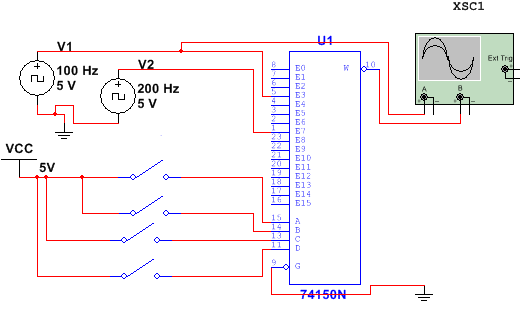 XSC1
V1
U1
V2
100 Hz
5 V
200 Hz
5 V
Ext Trig
A
B
VCC
5V
8 E0
7 E1
6 E2
5 E3
4 E4
3 E5
2 E6
1 E7
23 E8
22 E9
21 E10
20 E11
19 E12
18 E13
17 E14
16 E15
15 A
14 B
13 C
11 D
9 G
W 10
74150N